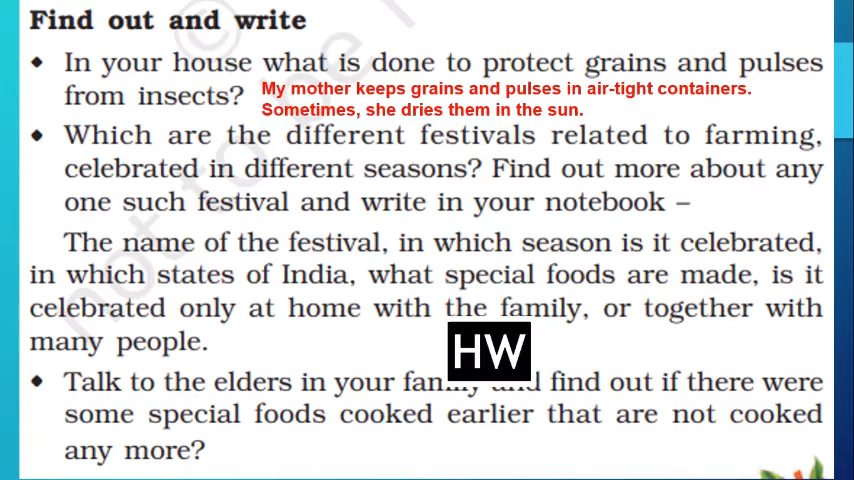 Find out and write
◆ In your house what is done to protect grains and pulses
from insects? My mother keeps grains and pulses in air-tight containers.
Sometimes, she dries them in the sun.
◆ Which are the different festivals related to farming,
celebrated in different seasons? Find out more about any
one such festival and write in your notebook –
The name of the festival, in which season is it celebrated,
in which states of India, what special foods are made, is it
celebrated only at home with the family, or together with
many people.
HW
◆ Talk to the elders in your family and find out if there were
some special foods cooked earlier that are not cooked
any more?
not to be